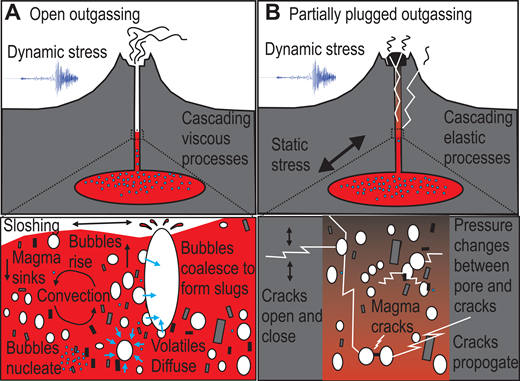 A Open outgassing
Dynamic stress
Cascading
viscous
processes
Sloshing
Magma
sinks
Bubbles
rise
Convection
Bubbles
nucleate
Bubbles
coalesce to
form slugs
Volatiles
Diffuse
B Partially plugged outgassing
Dynamic stress
Static
stress
Cascading
elastic
processes
Cracks
open and
close
Magma
cracks
Pressure
changes
between
pore and
cracks
Cracks
propogate